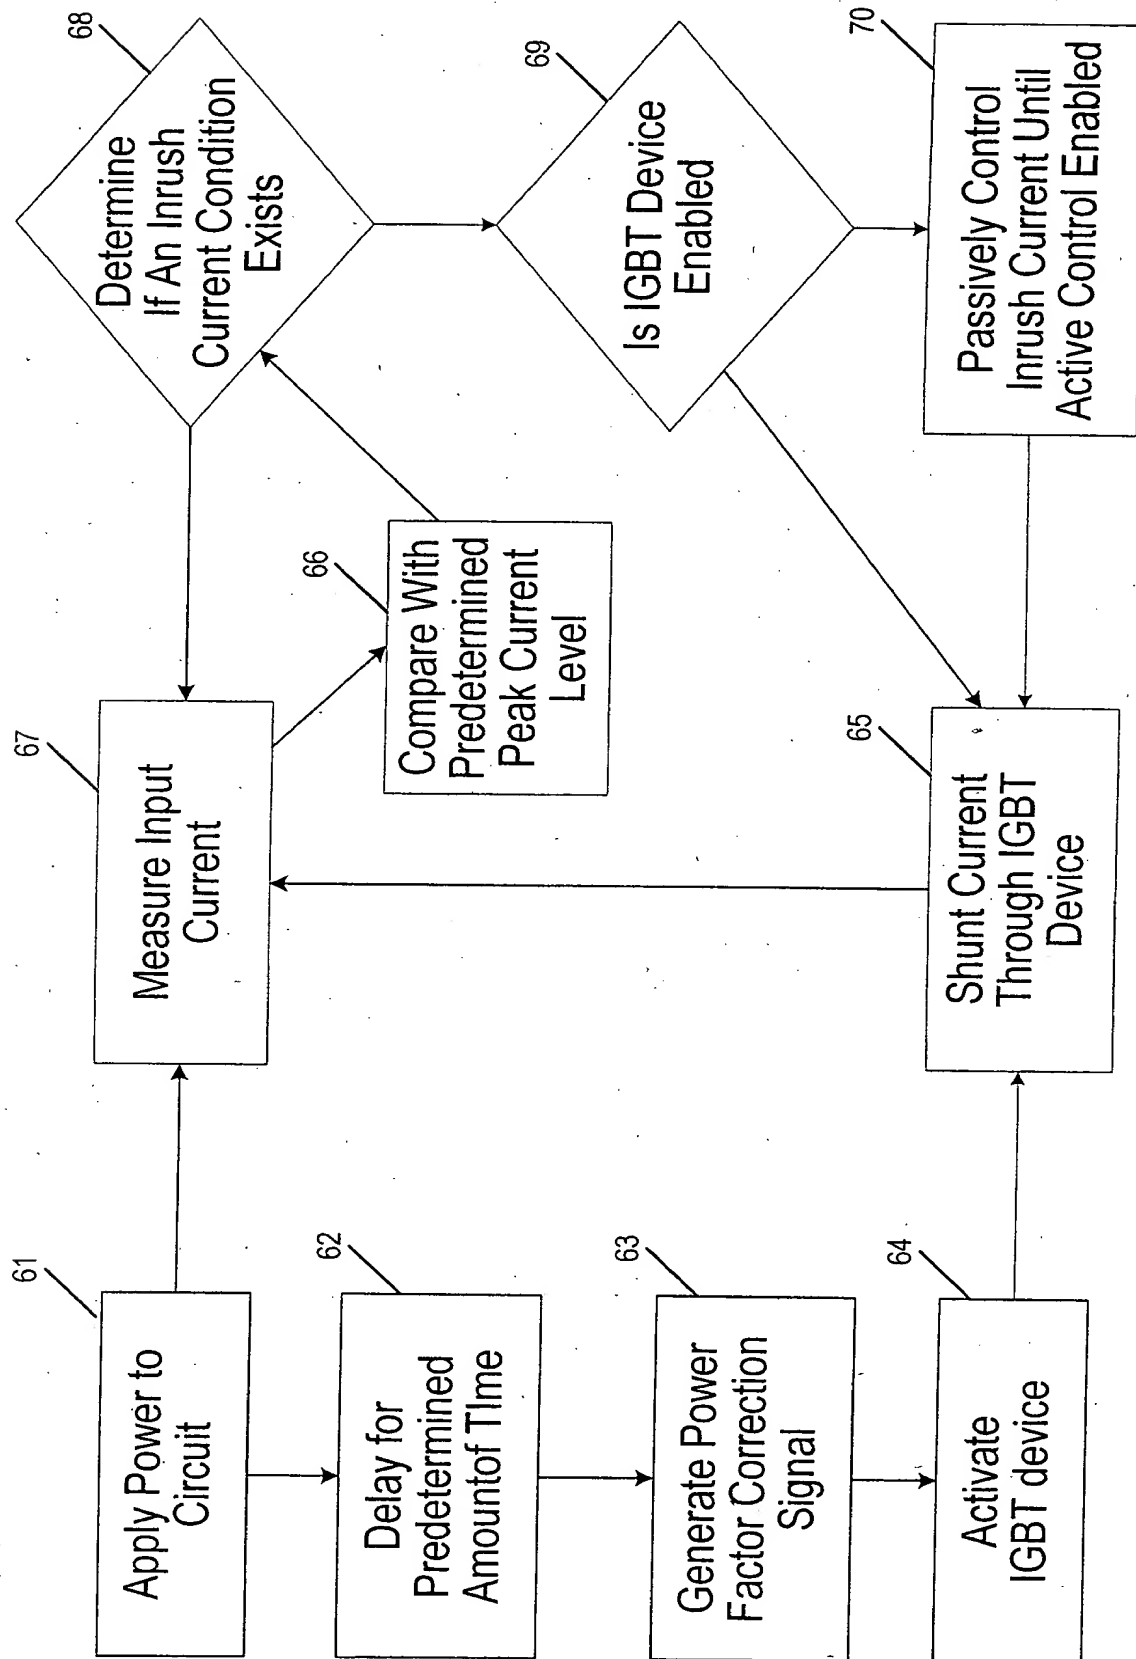 61
Apply Power to
Circuit
62
Delay for
Predetermined
Amountof TIme
63
Generate Power
Factor Correction
Signal
64
Activate
IGBT device
67
Measure Input
Current
66
Compare With
Predetermined
Peak Current
Level
65
Shunt Current
Through IGBT
Device
68
Determine
If An Inrush
Current Condition
Exists
69
Is IGBT Device
Enabled
70
Passively Control
Inrush Current Until
Active Control Enabled